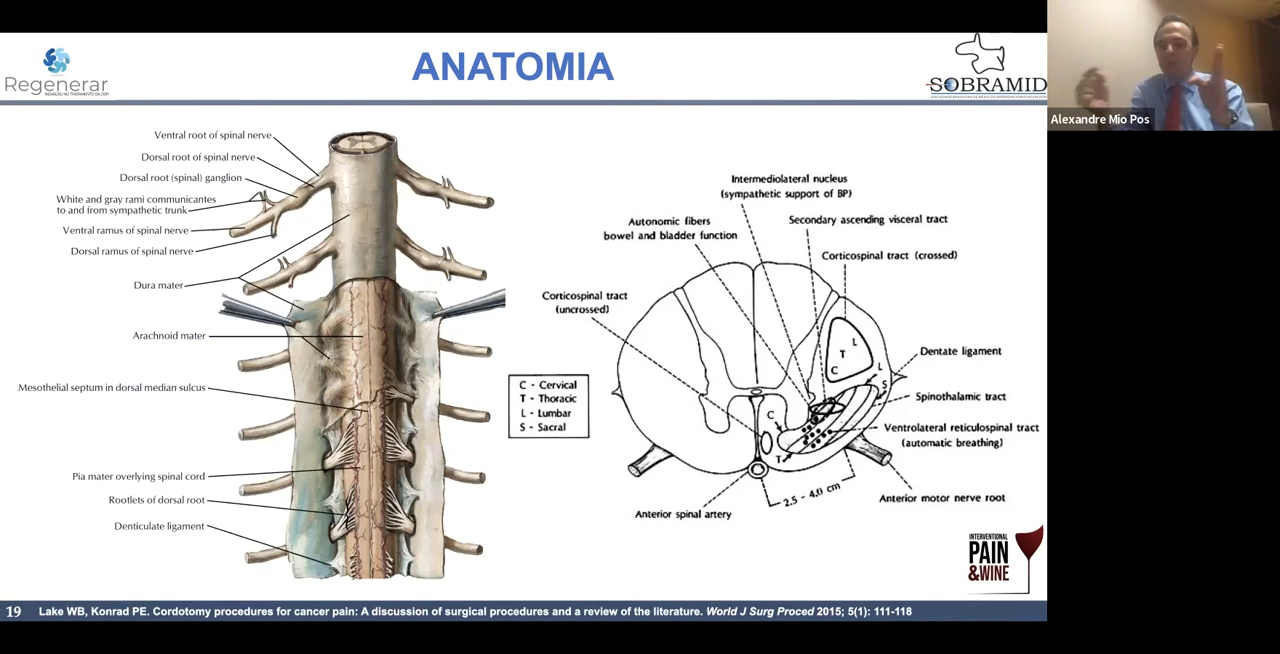 Regenerar
INOVAÇÃO NO TRATAMENTO DA DOR
ANATOMIA
SOBRAMID
Alexandre Mio Pos
Ventral root of spinal nerve
Dorsal root of spinal nerve
Dorsal root (spinal) ganglion
White and gray rami communicantes
to and from sympathetic trunk
Ventral ramus of spinal nerve
Dorsal ramus of spinal nerve
Dura mater
Arachnoid mater
Mesothelial septum in dorsal median sulcus
Pia mater overlying spinal cord
Rootlets of dorsal root
Denticulate ligament
Intermediolateral nucleus
(sympathetic support of BP)
Autonomic fibers
bowel and bladder function
Secondary ascending visceral tract
Corticospinal tract (crossed)
Corticospinal tract
(uncrossed)
L
T
C
Dentate ligament
L
S
Spinothalamic tract
C
T
Ventrolateral reticulospinal tract
(automatic breathing)
2.5 - 4.0 cm
Anterior motor nerve root
Anterior spinal artery
C - Cervical
T - Thoracic
L - Lumbar
S - Sacral
INTERVENTIONAL
PAIN
&WINE
19 Lake WB, Konrad PE. Cordotomy procedures for cancer pain: A discussion of surgical procedures and a review of the literature. World J Surg Proced 2015; 5(1): 111-118